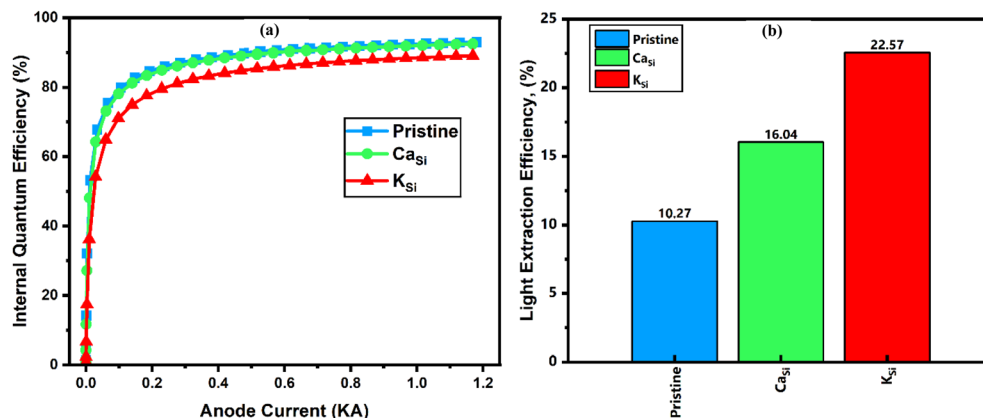 (a)
Internal Quantum Efficiency (%)
100
80
60
40
20
0
Pristine
CaSi
KSi
0.0 0.2 0.4 0.6 0.8 1.0 1.2
Anode Current (KA)
(b)
Light Extraction Efficiency, (%)
25
20
15
10
5
0
Pristine
CaSi
KSi
10.27
16.04
22.57
Pristine
CaSi
KSi